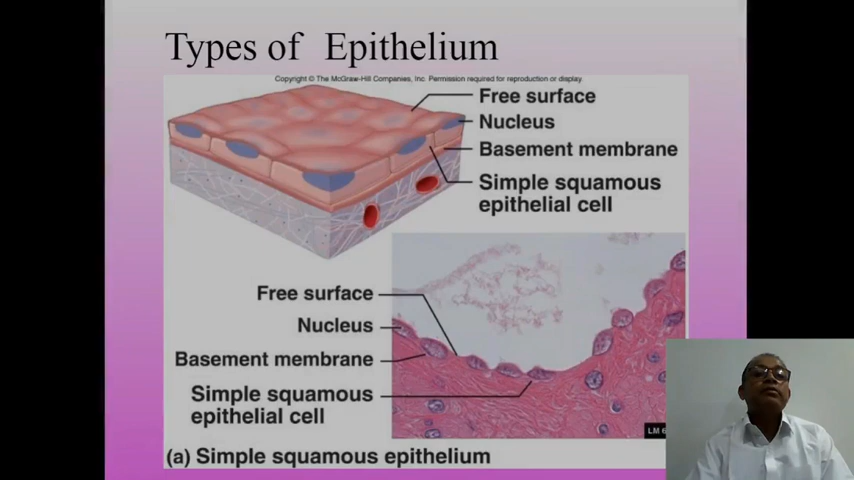 Types of Epithelium
Copyright © The McGraw-Hill Companies, Inc. Permission required for reproduction or display.
Free surface
Nucleus
Basement membrane
Simple squamous
epithelial cell
Free surface
Nucleus
Basement membrane
Simple squamous
epithelial cell
LM
(a) Simple squamous epithelium